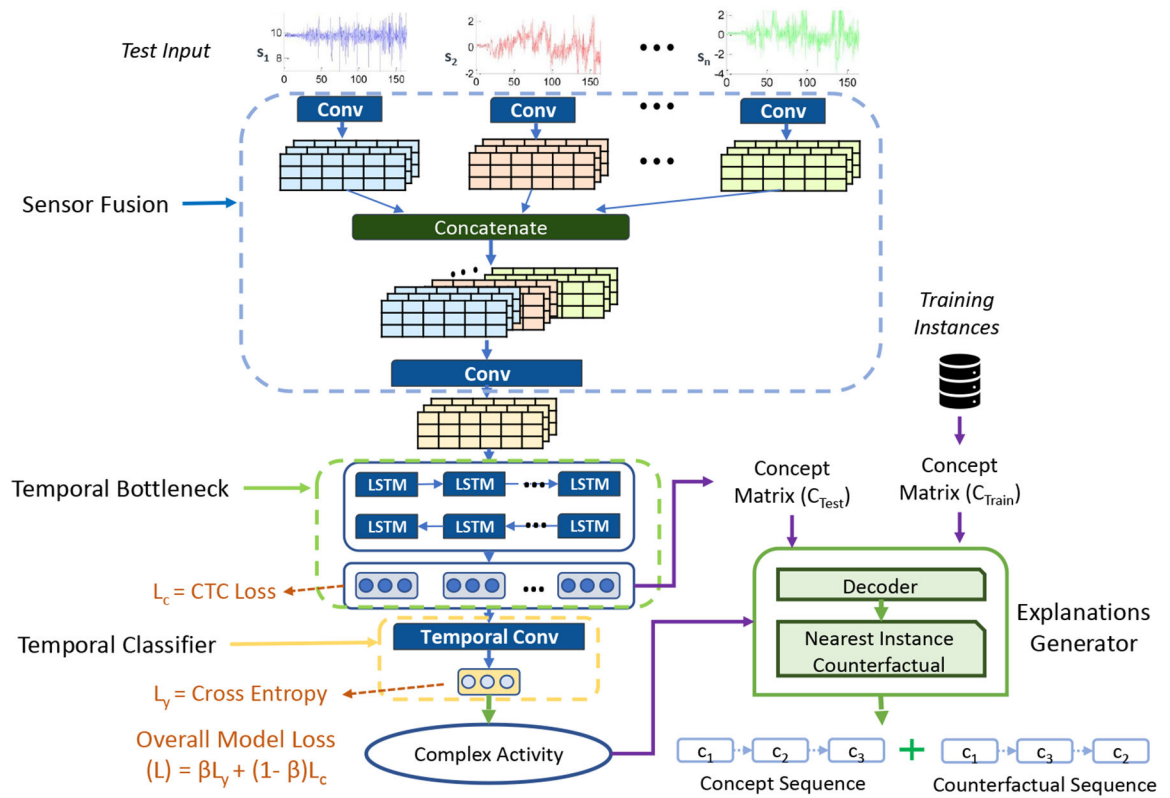 Test Input
10
8
S1
0 50 100 150
2
0
-2
S2
0 50 100 150
2
0
-2
-4
Sn
0 50 100 150
Conv
Conv
Conv
Sensor Fusion
Concatenate
Conv
Training
Instances
Temporal Bottleneck
LSTM LSTM LSTM
LSTM LSTM LSTM
Concept
Matrix (CTest)
Concept
Matrix (CTrain)
Lc = CTC Loss
Decoder
Nearest Instance
Counterfactual
Explanations
Generator
Temporal Classifier
Temporal Conv
Ly = Cross Entropy
Overall Model Loss
(L) = βLy + (1- β)Lc
Complex Activity
c1 c2 c3 + c1 c3 c2
Concept Sequence
Counterfactual Sequence